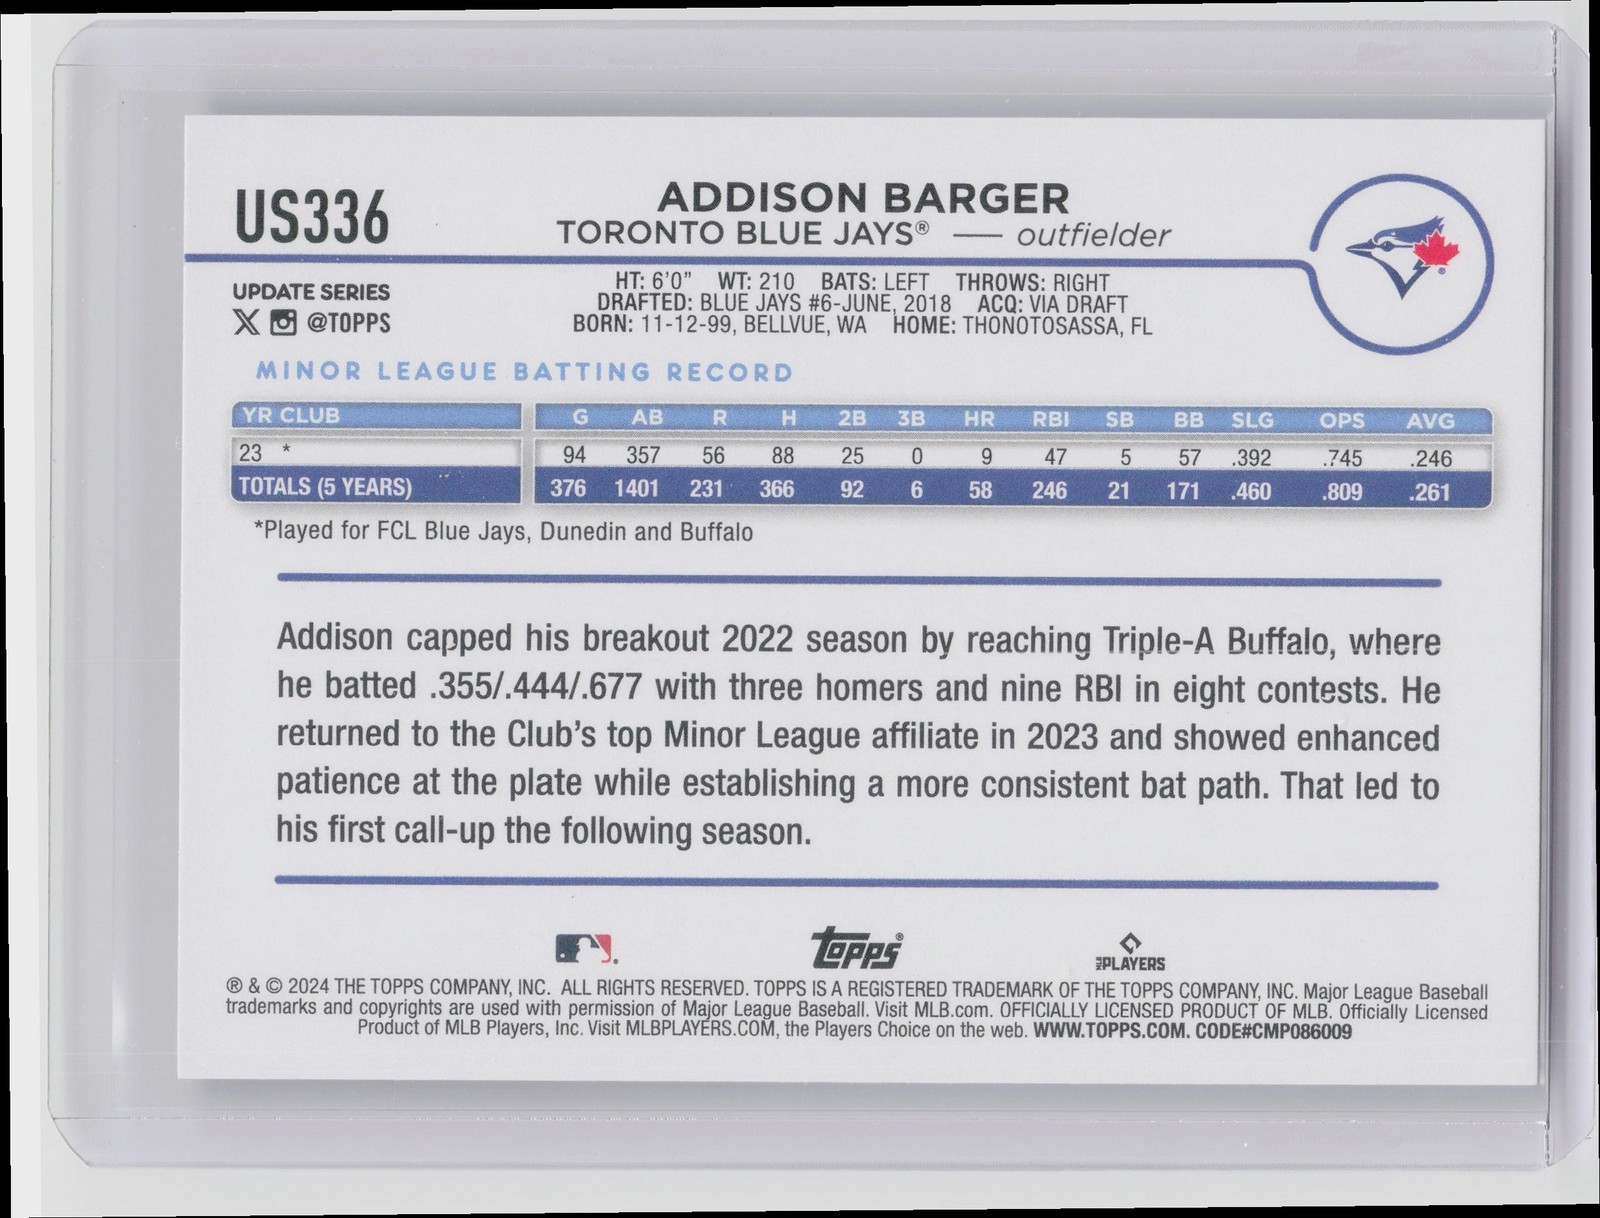 US336
ADDISON BARGER
TORONTO BLUE JAYS® — outfielder
UPDATE SERIES
@TOPPS
HT: 6'0" WT: 210 BATS: LEFT THROWS: RIGHT
DRAFTED: BLUE JAYS #6-JUNE, 2018 ACQ: VIA DRAFT
BORN: 11-12-99, BELLVUE, WA HOME: THONOTOSASSA, FL
MINOR LEAGUE BATTING RECORD
YR CLUB G AB R H 2B 3B HR RBI SB BB SLG OPS AVG
23 * 94 357 56 88 25 0 9 47 5 57 .392 .745 .246
TOTALS (5 YEARS) 376 1401 231 366 92 6 58 246 21 171 .460 .809 .261
*Played for FCL Blue Jays, Dunedin and Buffalo
Addison capped his breakout 2022 season by reaching Triple-A Buffalo, where
he batted .355/.444/.677 with three homers and nine RBI in eight contests. He
returned to the Club's top Minor League affiliate in 2023 and showed enhanced
patience at the plate while establishing a more consistent bat path. That led to
his first call-up the following season.
Topps®
MLB PLAYERS
® & © 2024 THE TOPPS COMPANY, INC. ALL RIGHTS RESERVED. TOPPS IS A REGISTERED TRADEMARK OF THE TOPPS COMPANY, INC. Major League Baseball
trademarks and copyrights are used with permission of Major League Baseball. Visit MLB.com. OFFICIALLY LICENSED PRODUCT OF MLB. Officially Licensed
Product of MLB Players, Inc. Visit MLBPLAYERS.COM, the Players Choice on the web. WWW.TOPPS.COM. CODE#CMP086009